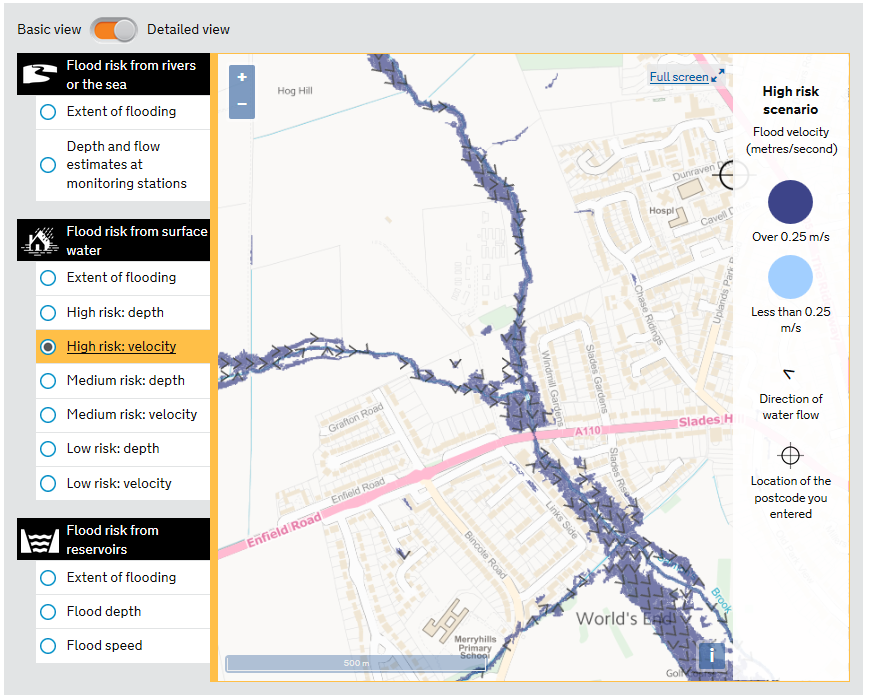 Basic view
Detailed view
Flood risk from rivers
or the sea
Extent of flooding
Depth and flow
estimates at
monitoring stations
Flood risk from surface
water
Extent of flooding
High risk: depth
High risk: velocity
Medium risk: depth
Medium risk: velocity
Low risk: depth
Low risk: velocity
Flood risk from
reservoirs
Extent of flooding
Flood depth
Flood speed
+
−
Hog Hill
Full screen
Dunraven D
Hospl
Cavell D
Uplands Park R
Chase Ridings
Windmill Gardens
Slades Gardens
Grafton Road
A110
Slades H
Enfield Road
Enfield Road
Slades Ris
Links Side
Bincote Road
World's End
Brook
Merryhills
Primary
School
Golf
500 m
i
High risk
scenario
Flood velocity
(metres/second)
Over 0.25 m/s
Less than 0.25
m/s
Direction of
water flow
Location of the
postcode you
entered